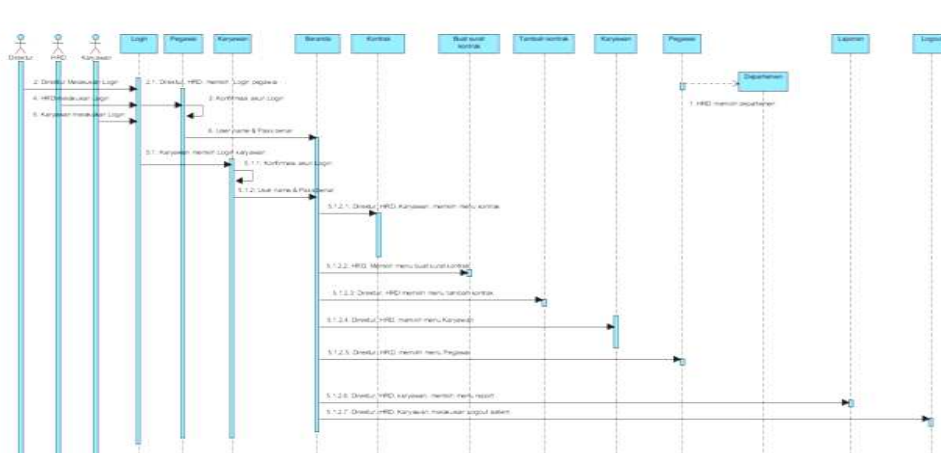 Direktur
HRD
Karyawan
Login
Pegawai
Karyawan
Beranda
Kontrak
Buat surat
kontrak
Tambah kontrak
Karyawan
Pegawai
Departemen
Laporan
Logout
2: Direktur Melakukan Login
2.1: Direktur, HRD, memilih Login pegawai
4: HRD Melakukan Login
3: Konfirmasi akun Login
5: Karyawan melakukan Login
1: HRD memilih departemen
6: User name & Pass benar
5.1: Karyawan memilih Login karyawan
5.1.1: Konfirmasi akun Login
5.1.2: User name & Pass benar
5.1.2.1: Direktur, HRD, Karyawan, memilih menu kontrak
5.1.2.2: HRD, Memilih menu buat surat kontrak
5.1.2.3: Direktur, HRD memilih menu tambah kontrak
5.1.2.4: Direktur, HRD, memilih menu Karyawan
5.1.2.5: Direktur, HRD, memilih menu Pegawai
5.1.2.6: Direktur, HRD, karyawan, memilih menu report
5.1.2.7: Direktur, HRD, Karyawan melakukan Logout sistem